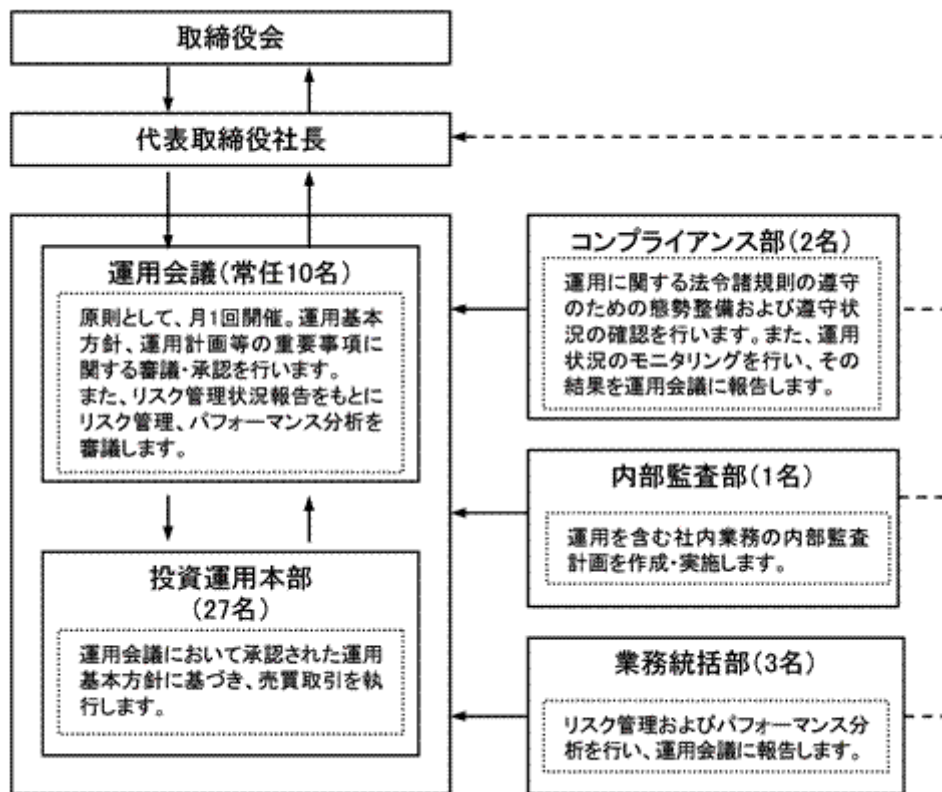 取締役会
代表取締役社長
運用会議(常任10名)
原則として、月1回開催。運用基本
方針、運用計画等の重要事項に
関する審議・承認を行います。
また、リスク管理状況報告をもとに
リスク管理、パフォーマンス分析を
審議します。
投資運用本部
(27名)
運用会議において承認された運用
基本方針に基づき、売買取引を執
行します。
コンプライアンス部(2名)
運用に関する法令諸規則の遵守
のための態勢整備および遵守状
況の確認を行います。また、運用
状況のモニタリングを行い、その
結果を運用会議に報告します。
内部監査部(1名)
運用を含む社内業務の内部監査
計画を作成・実施します。
業務統括部(3名)
リスク管理およびパフォーマンス分
析を行い、運用会議に報告します。